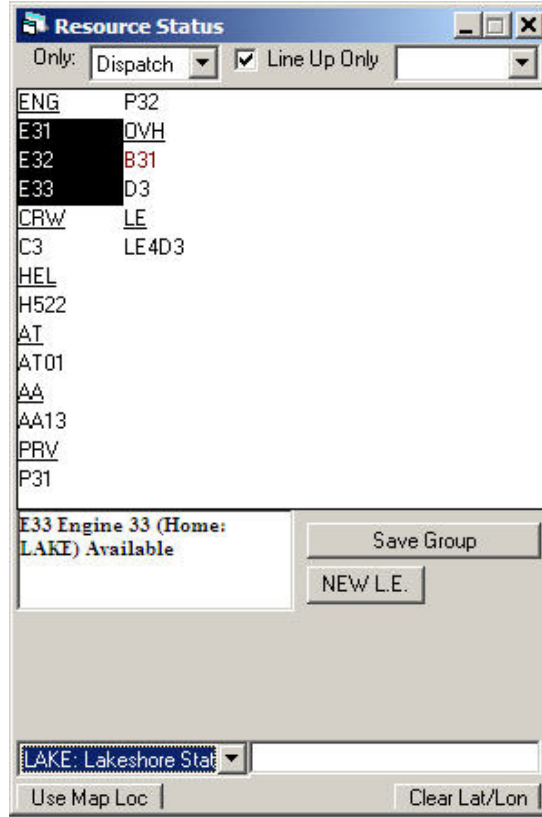 Resource Status
Only: Dispatch Line Up Only
ENG P32
E31 OVH
E32 B31
E33 D3
CRW LE
C3 LE4D3
HEL
H522
AT
AT01
AA
AA13
PRV
P31
E33 Engine 33 (Home:
LAKE) Available
Save Group
NEW L.E.
LAKE: Lakeshore Stat
Use Map Loc Clear Lat/Lon